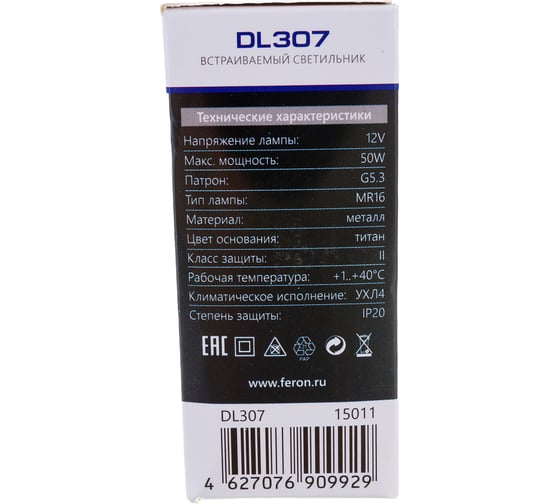 DL307
ВСТРАИВАЕМЫЙ СВЕТИЛЬНИК
Технические характеристики
Напряжение лампы: 12V
Макс. мощность: 50W
Патрон: G5.3
Тип лампы: MR16
Материал: металл
Цвет основания: титан
Класс защиты: II
Рабочая температура: +1..+40°C
Климатическое исполнение: УХЛ4
Степень защиты: IP20
EAC
PAP
www.feron.ru
DL307 15011
4 627076 909929